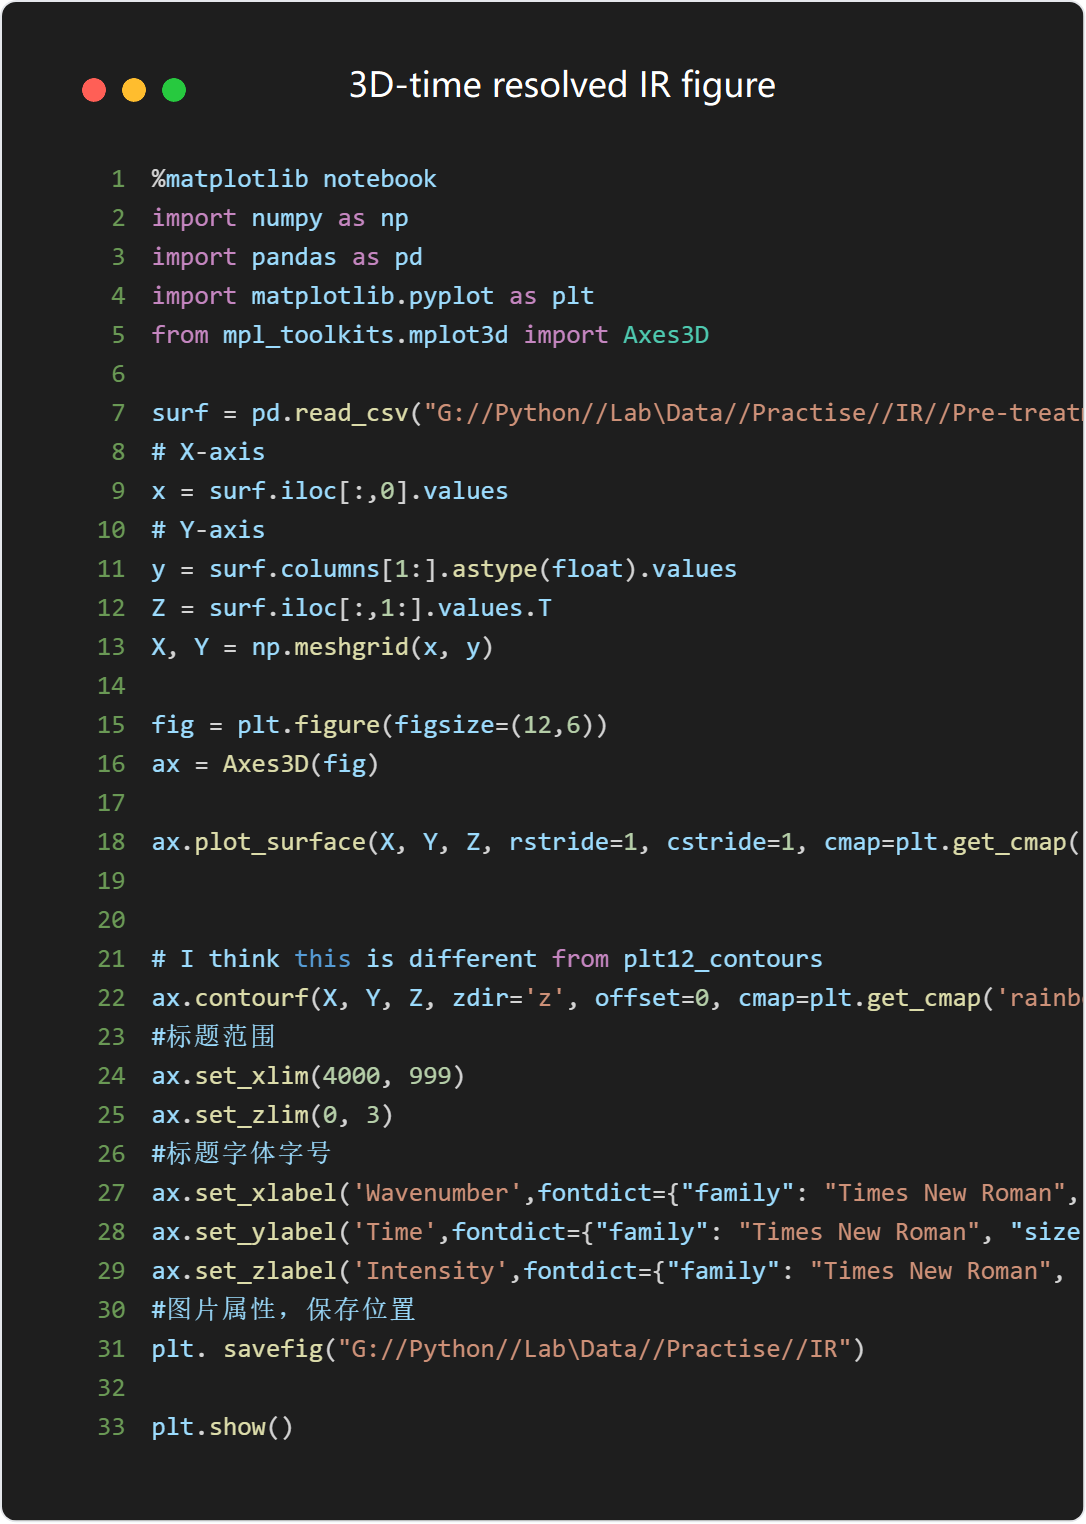 3D-time resolved IR figure
1 %matplotlib notebook
2 import numpy as np
3 import pandas as pd
4 import matplotlib.pyplot as plt
5 from mpl_toolkits.mplot3d import Axes3D
6
7 surf = pd.read_csv("G://Python//Lab\Data//Practise//IR//Pre-treat
8 # X-axis
9 x = surf.iloc[:,0].values
10 # Y-axis
11 y = surf.columns[1:].astype(float).values
12 Z = surf.iloc[:,1:].values.T
13 X, Y = np.meshgrid(x, y)
14
15 fig = plt.figure(figsize=(12,6))
16 ax = Axes3D(fig)
17
18 ax.plot_surface(X, Y, Z, rstride=1, cstride=1, cmap=plt.get_cmap(
19
20
21 # I think this is different from plt12_contours
22 ax.contourf(X, Y, Z, zdir='z', offset=0, cmap=plt.get_cmap('rainb
23 #标题范围
24 ax.set_xlim(4000, 999)
25 ax.set_zlim(0, 3)
26 #标题字体字号
27 ax.set_xlabel('Wavenumber',fontdict={"family": "Times New Roman",
28 ax.set_ylabel('Time',fontdict={"family": "Times New Roman", "size
29 ax.set_zlabel('Intensity',fontdict={"family": "Times New Roman",
30 #图片属性，保存位置
31 plt. savefig("G://Python//Lab\Data//Practise//IR")
32
33 plt.show()